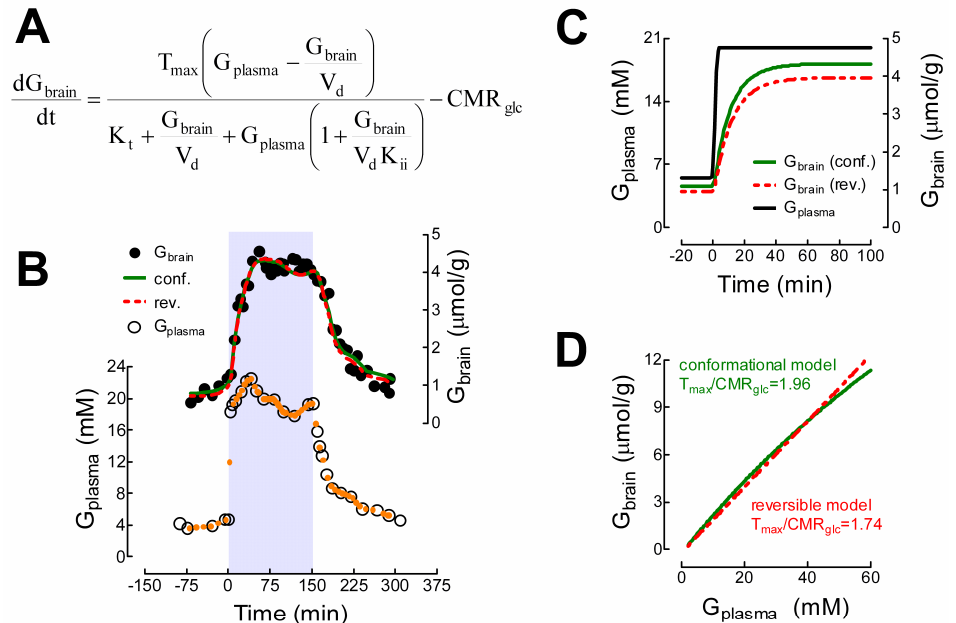 A
dG_brain/dt = T_max(G_plasma − G_brain/V_d) / (K_t + G_brain/V_d + G_plasma(1 + G_brain/(V_d K_ii))) − CMR_glc
B
G_brain
conf.
rev.
G_plasma
5
4
3
2
1
0
G_brain (μmol/g)
24
20
16
12
8
4
0
G_plasma (mM)
-150 -75 0 75 150 225 300 375
Time (min)
C
21
14
7
0
G_plasma (mM)
5
4
3
2
1
0
G_brain (μmol/g)
G_brain (conf.)
G_brain (rev.)
G_plasma
-20 0 20 40 60 80 100
Time (min)
D
12
9
6
3
0
G_brain (μmol/g)
conformational model
T_max/CMR_glc=1.96
reversible model
T_max/CMR_glc=1.74
0 20 40 60
G_plasma (mM)